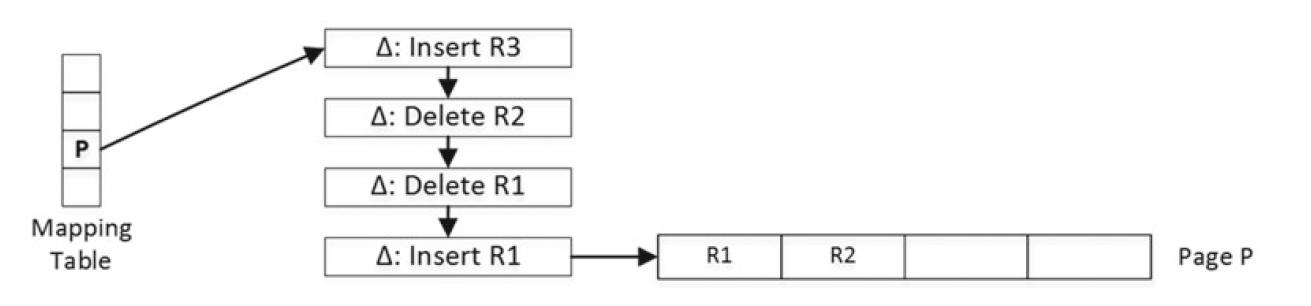 Δ: Insert R3
Δ: Delete R2
P
Δ: Delete R1
Mapping
Table
Δ: Insert R1
R1
R2
Page P